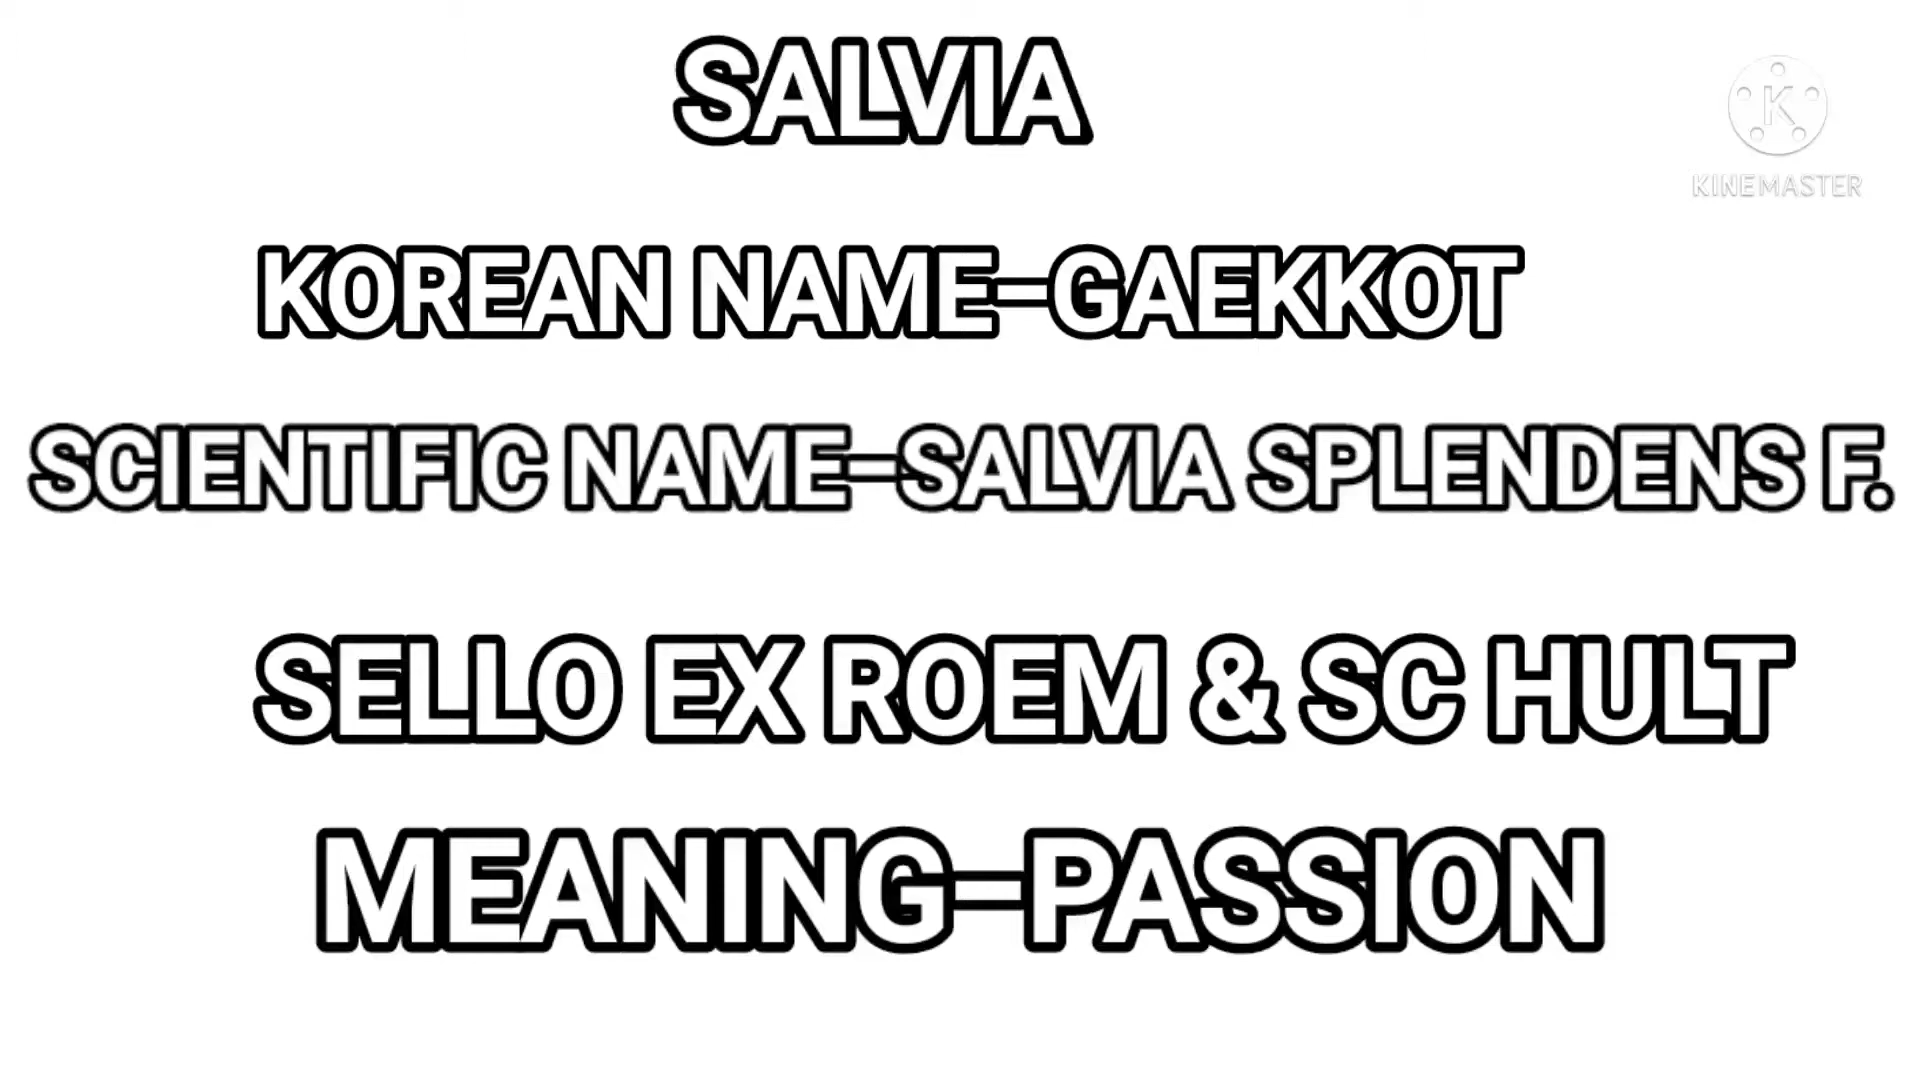 SALVIA
KINEMASTER
KOREAN NAME-GAEKKOT
SCIENTIFIC NAME-SALVIA SPLENDENS F.
SELLO EX ROEM & SC HULT
MEANING-PASSION